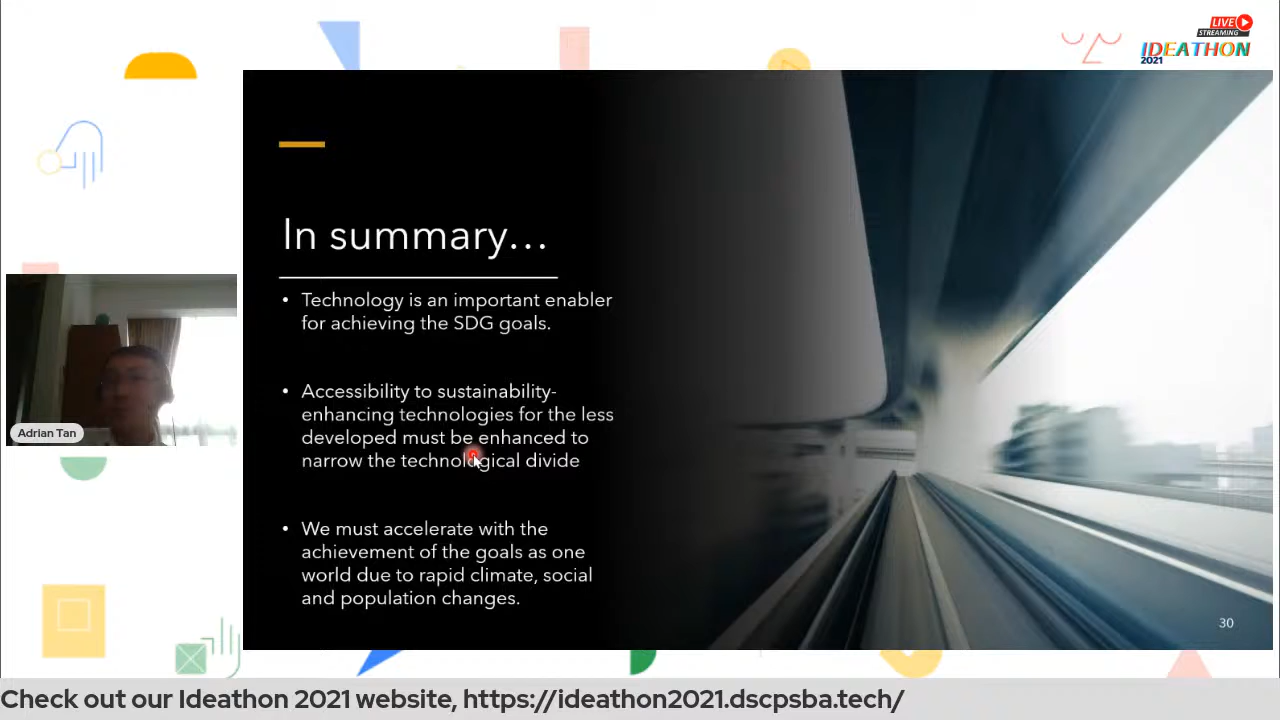 LIVE
STREAMING
IDEATHON
2021
In summary...
• Technology is an important enabler
for achieving the SDG goals.
• Accessibility to sustainability-
enhancing technologies for the less
developed must be enhanced to
narrow the technological divide
• We must accelerate with the
achievement of the goals as one
world due to rapid climate, social
and population changes.
30
Adrian Tan
Check out our Ideathon 2021 website, https://ideathon2021.dscpsba.tech/